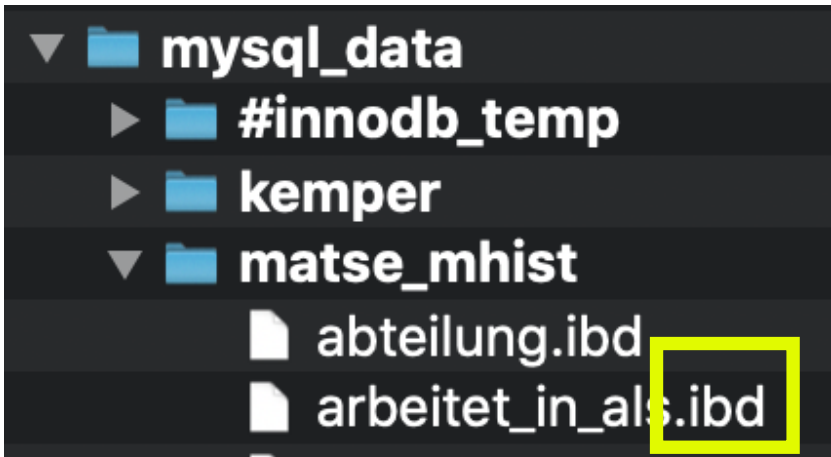 mysql_data
#innodb_temp
kemper
matse_mhist
abteilung.ibd
arbeitet_in_als.ibd